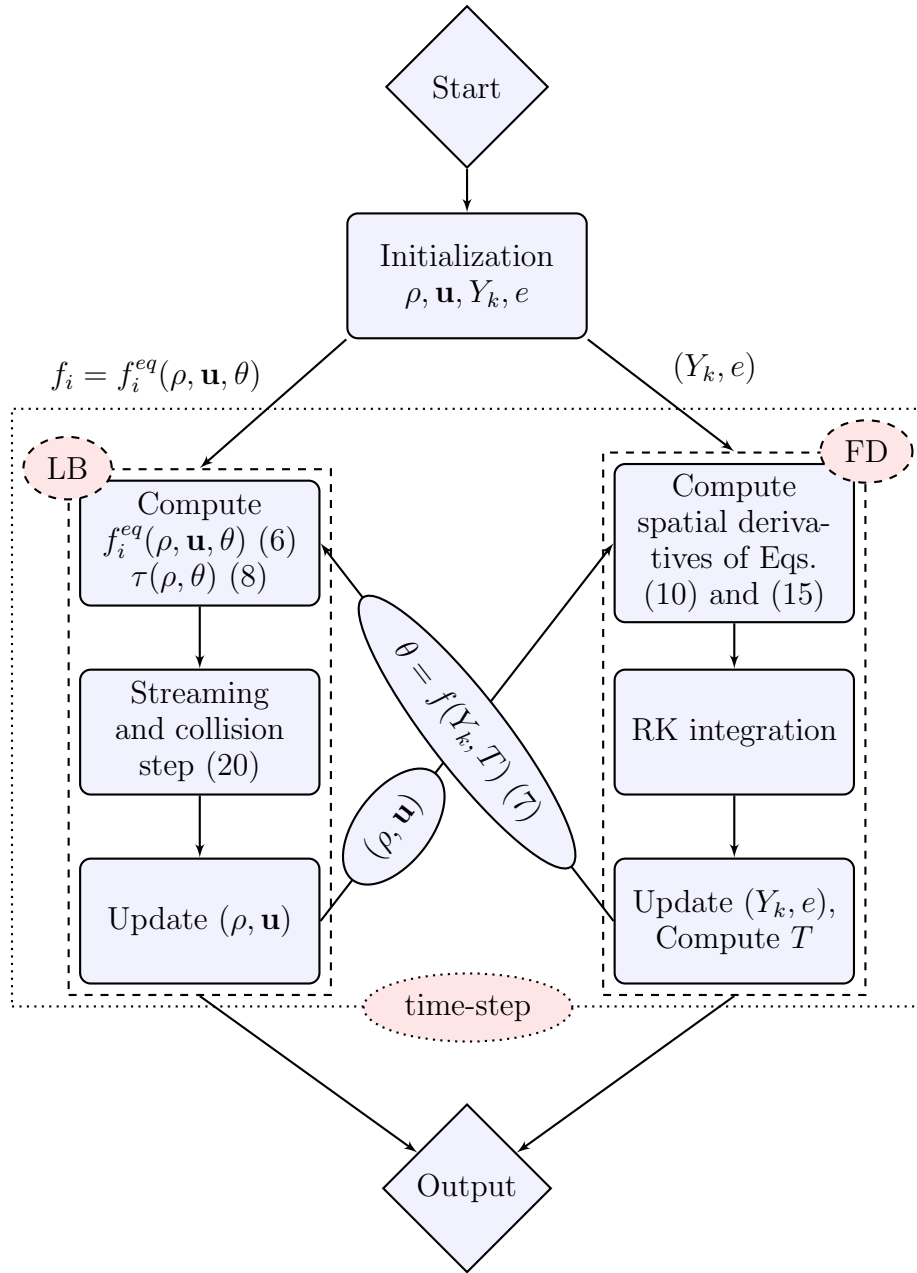 Start
Initialization
ρ, u, Y_k, e
f_i = f_i^{eq}(ρ, u, θ)
(Y_k, e)
LB
FD
Compute
f_i^{eq}(ρ, u, θ) (6)
τ(ρ, θ) (8)
Compute
spatial deriva-
tives of Eqs.
(10) and (15)
Streaming
and collision
step (20)
θ = f(Y_k, T) (7)
RK integration
(ρ, u)
Update (ρ, u)
Update (Y_k, e),
Compute T
time-step
Output